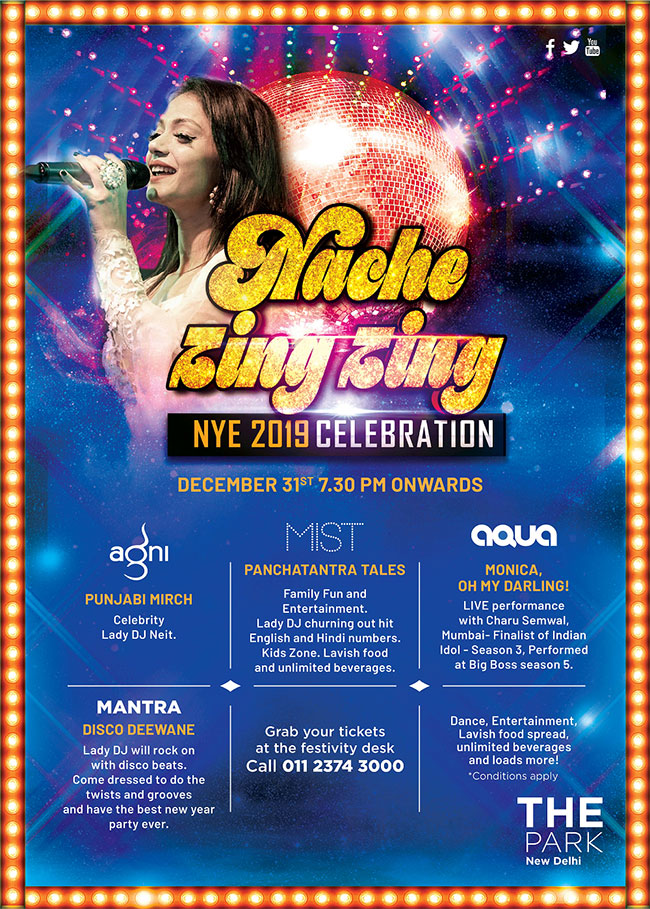 f
You
Tube
Nache
Zing Zing
NYE 2019 CELEBRATION
DECEMBER 31ST 7.30 PM ONWARDS
agni
PUNJABI MIRCH
Celebrity
Lady DJ Neit.
MIST
PANCHATANTRA TALES
Family Fun and
Entertainment.
Lady DJ churning out hit
English and Hindi numbers.
Kids Zone. Lavish food
and unlimited beverages.
AQUA
MONICA,
OH MY DARLING!
LIVE performance
with Charu Semwal,
Mumbai- Finalist of Indian
Idol - Season 3, Performed
at Big Boss season 5.
MANTRA
DISCO DEEWANE
Lady DJ will rock on
with disco beats.
Come dressed to do the
twists and grooves
and have the best new year
party ever.
Grab your tickets
at the festivity desk
Call 011 2374 3000
Dance, Entertainment,
Lavish food spread,
unlimited beverages
and loads more!
*Conditions apply
THE
PARK
New Delhi